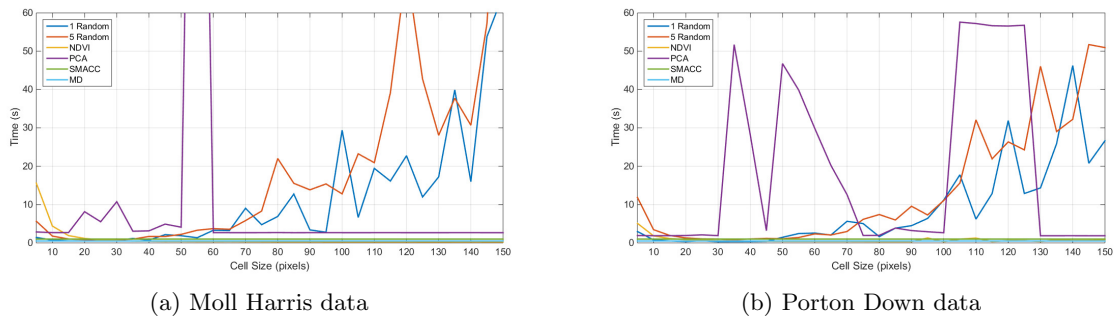 60
50
40
30
20
10
0
Time (s)
1 Random
5 Random
NDVI
PCA
SMACC
MD
10 20 30 40 50 60 70 80 90 100 110 120 130 140 150
Cell Size (pixels)
(a) Moll Harris data
60
50
40
30
20
10
0
Time (s)
1 Random
5 Random
NDVI
PCA
SMACC
MD
10 20 30 40 50 60 70 80 90 100 110 120 130 140 150
Cell Size (pixels)
(b) Porton Down data